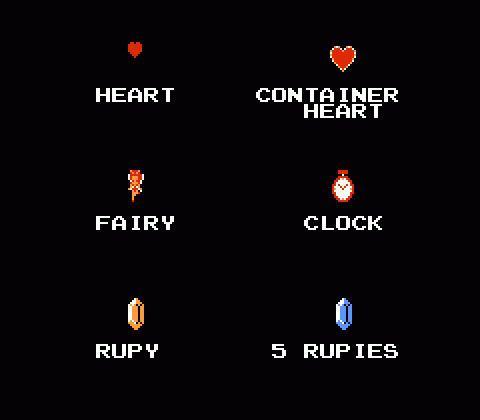 HEART
CONTAINER
HEART
FAIRY
CLOCK
RUPY
5 RUPIES